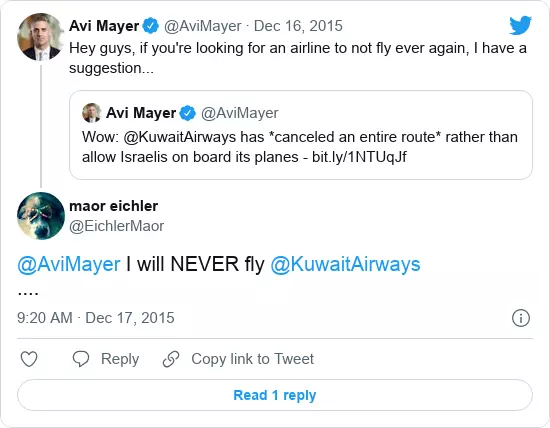 Avi Mayer @AviMayer · Dec 16, 2015
Hey guys, if you're looking for an airline to not fly ever again, I have a
suggestion...
Avi Mayer @AviMayer
Wow: @KuwaitAirways has *canceled an entire route* rather than
allow Israelis on board its planes - bit.ly/1NTUqJf
maor eichler
@EichlerMaor
@AviMayer I will NEVER fly @KuwaitAirways
....
9:20 AM · Dec 17, 2015
Reply Copy link to Tweet
Read 1 reply